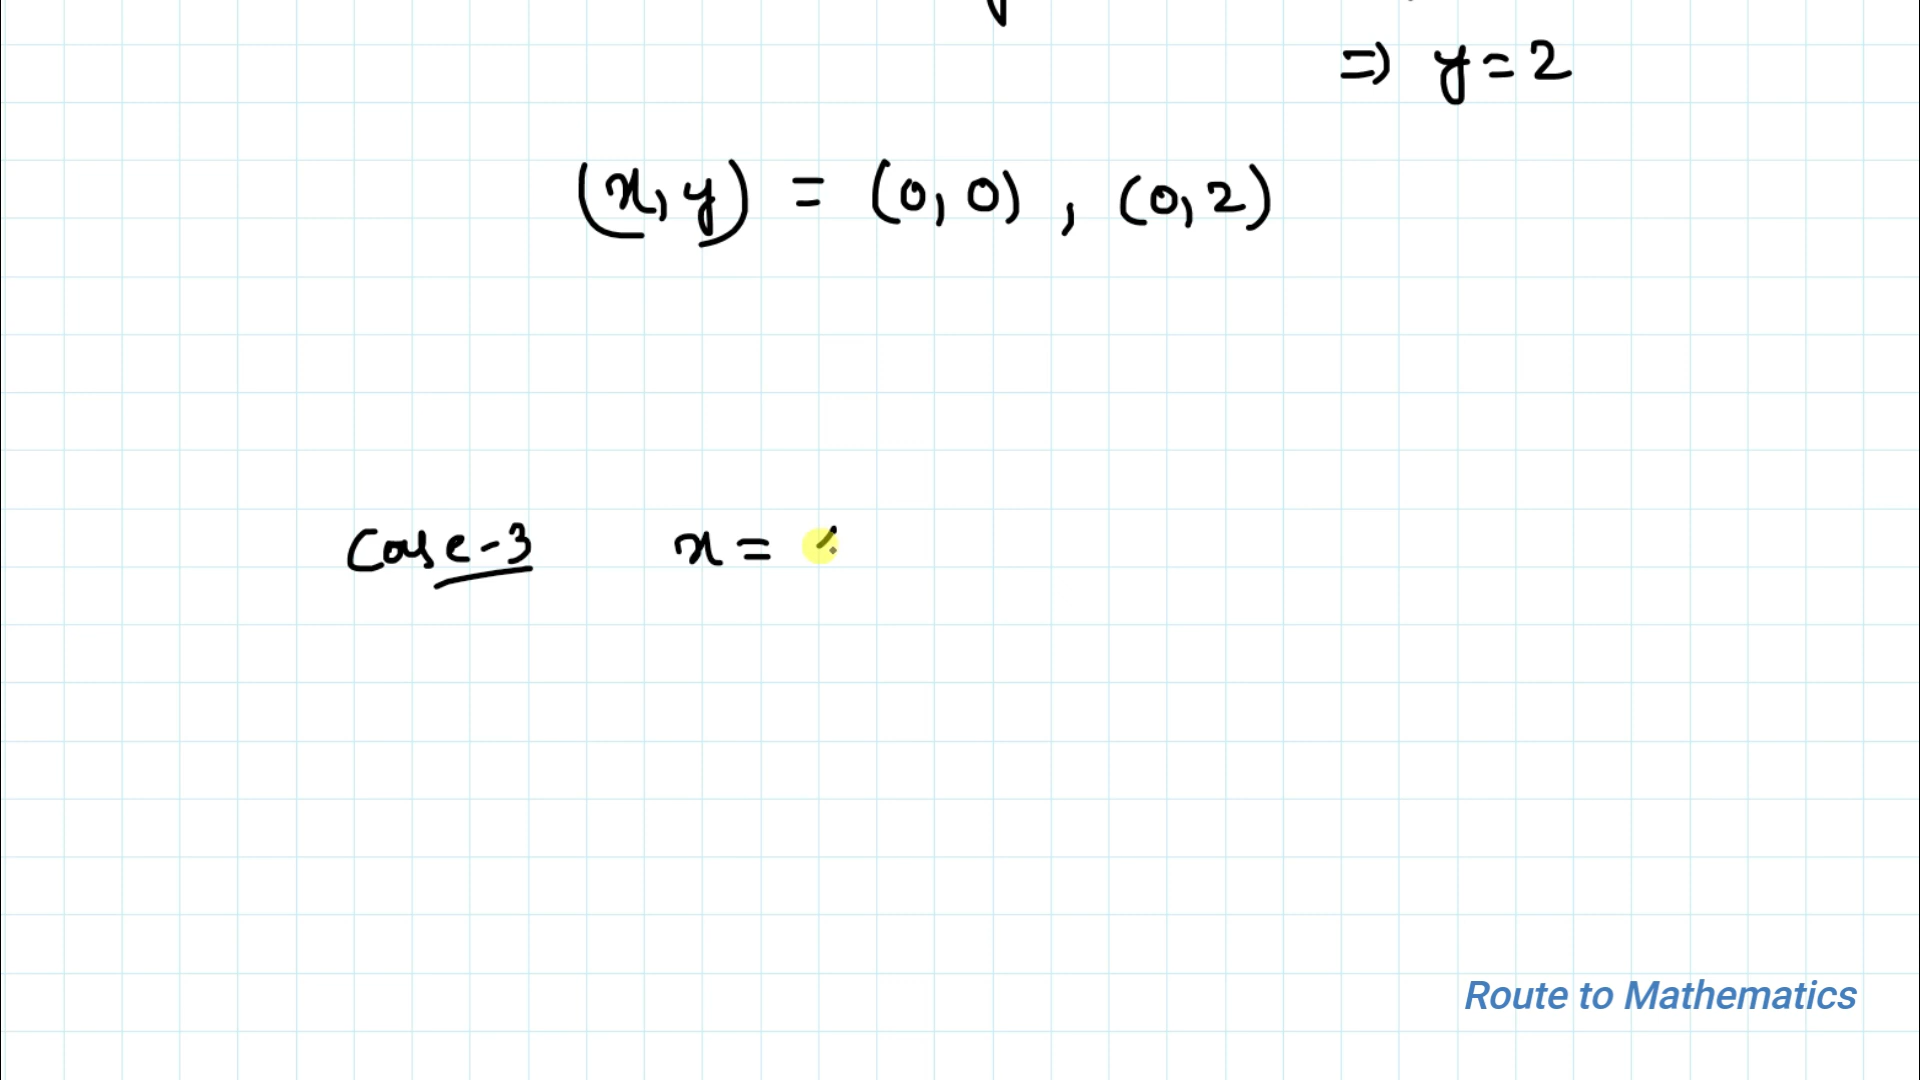 ⇒ y = 2
(x, y) = (0, 0) , (0, 2)
Case-3 x =
Route to Mathematics